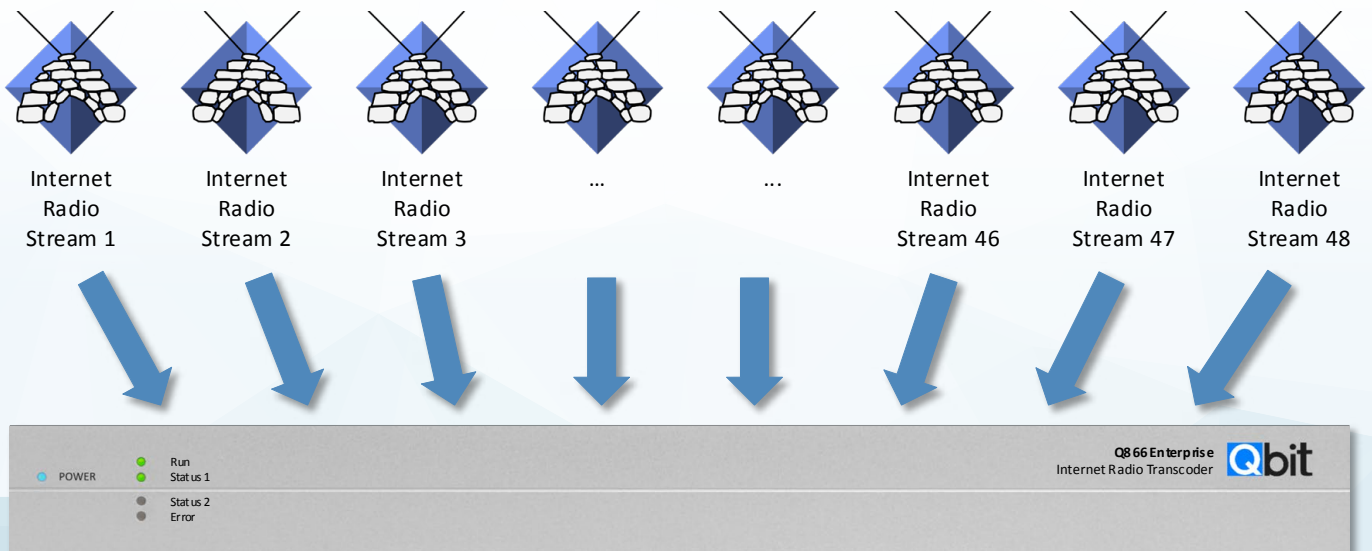 Internet
Radio
Stream 1
Internet
Radio
Stream 2
Internet
Radio
Stream 3
...
...
Internet
Radio
Stream 46
Internet
Radio
Stream 47
Internet
Radio
Stream 48
POWER
Run
Status 1
Status 2
Error
Q866 Enterprise
Internet Radio Transcoder
Qbit